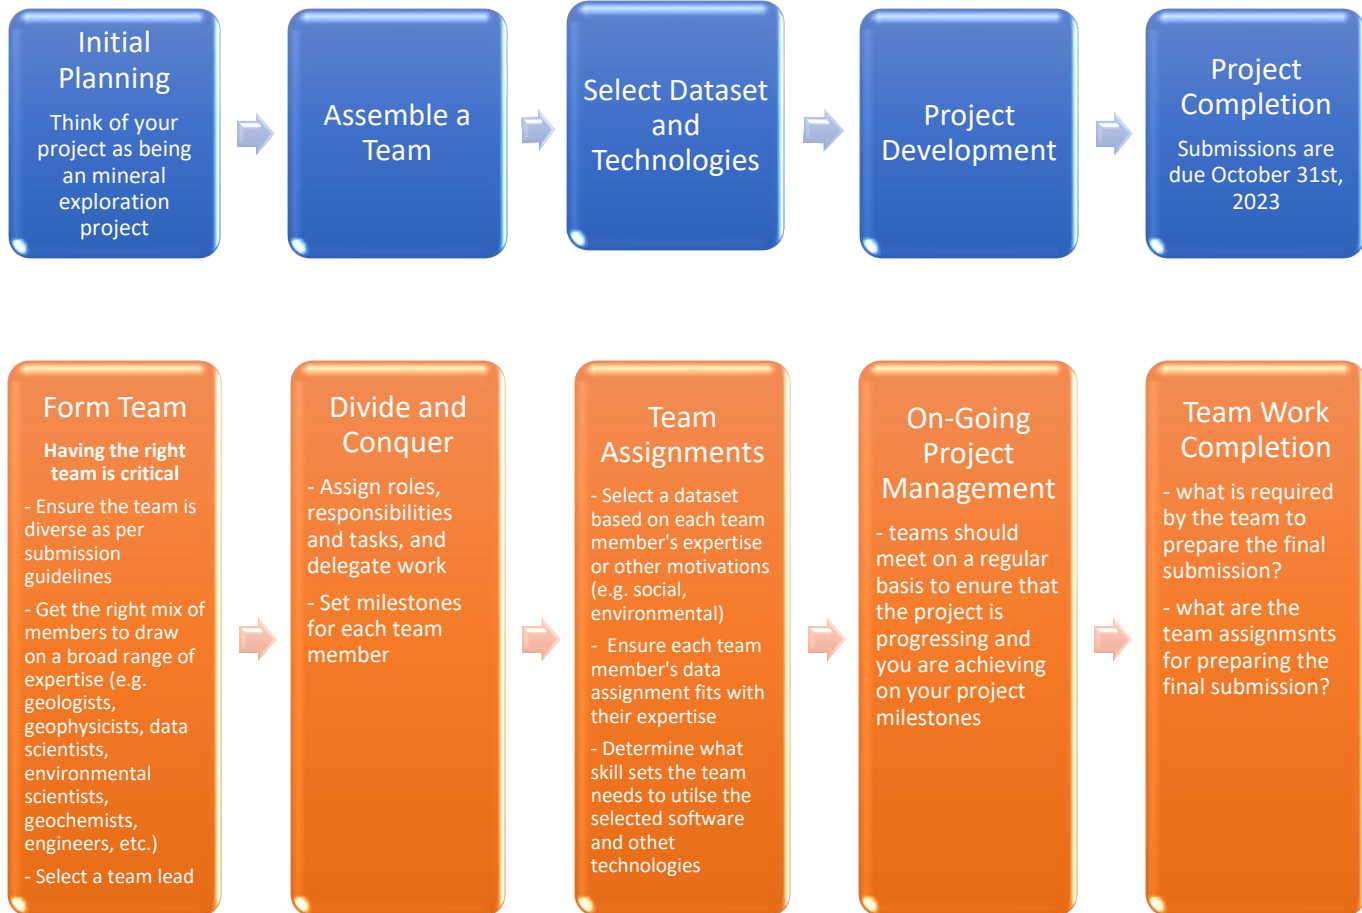 Initial
Planning
Think of your
project as being
an mineral
exploration
project
Assemble a
Team
Select Dataset
and
Technologies
Project
Development
Project
Completion
Submissions are
due October 31st,
2023
Form Team
Having the right
team is critical
- Ensure the team is
diverse as per
submission
guidelines
- Get the right mix of
members to draw
on a broad range of
expertise (e.g.
geologists,
geophysicists, data
scientists,
environmental
scientists,
geochemists,
engineers, etc.)
- Select a team lead
Divide and
Conquer
- Assign roles,
responsibilities
and tasks, and
delegate work
- Set milestones
for each team
member
Team
Assignments
- Select a dataset
based on each team
member's expertise
or other motivations
(e.g. social,
environmental)
- Ensure each team
member's data
assignment fits with
their expertise
- Determine what
skill sets the team
needs to utilse the
selected software
and othet
technologies
On-Going
Project
Management
- teams should
meet on a regular
basis to enure that
the project is
progressing and
you are achieving
on your project
milestones
Team Work
Completion
- what is required
by the team to
prepare the final
submission?
- what are the
team assignmsnts
for preparing the
final submission?